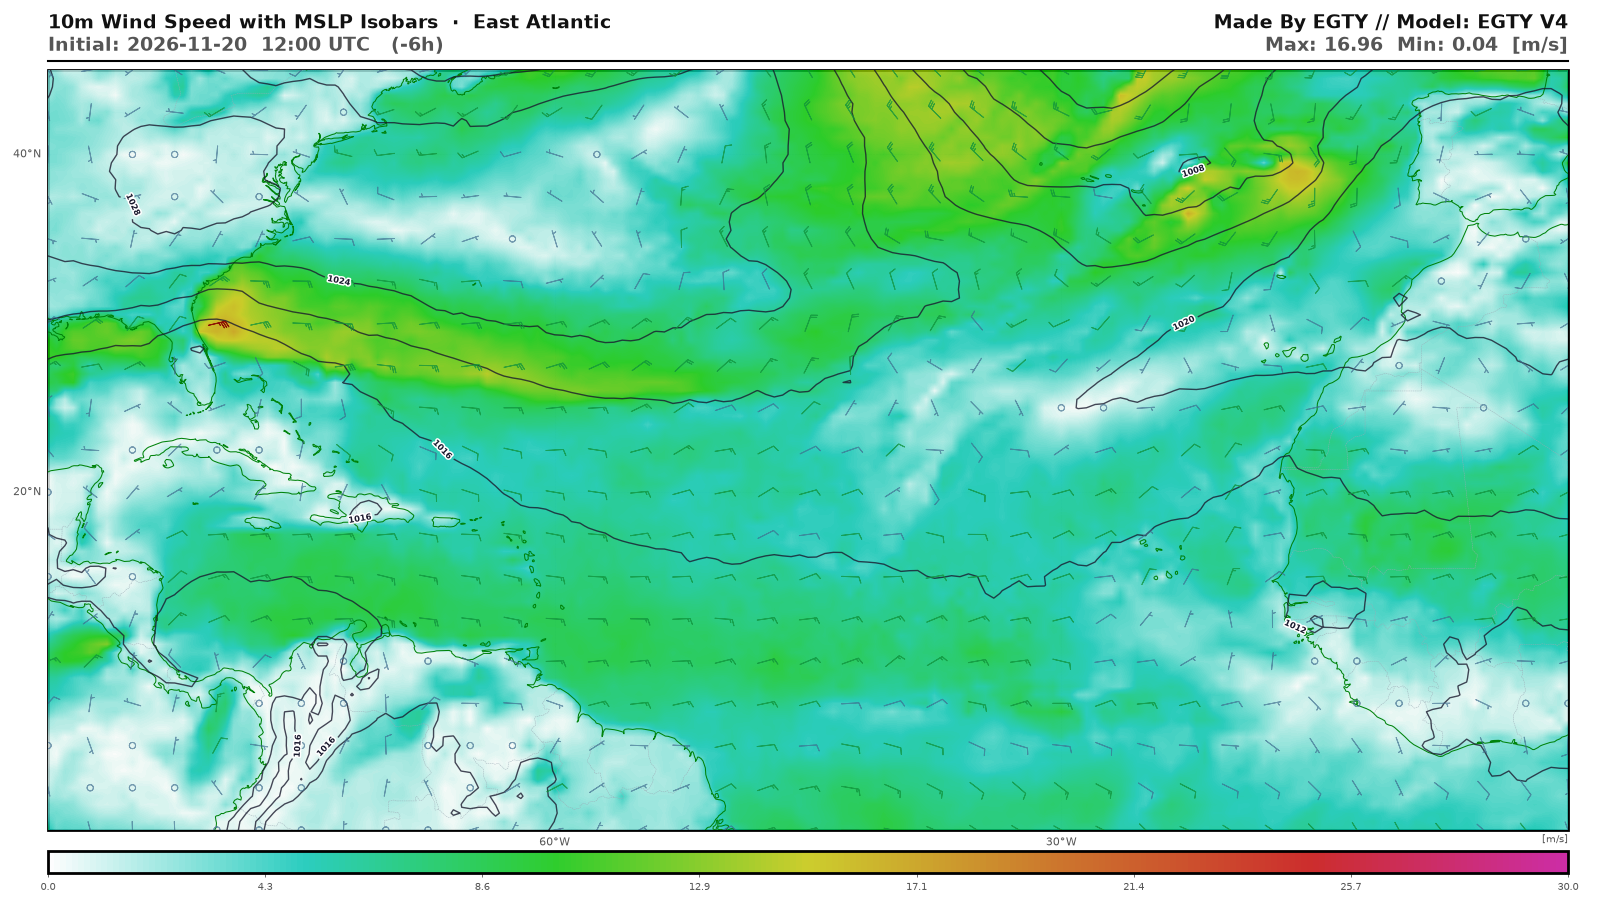 10m Wind Speed with MSLP Isobars · East Atlantic
Made By EGTY // Model: EGTY V4
Initial: 2026-11-20 12:00 UTC (-6h)
Max: 16.96 Min: 0.04 [m/s]
40°N
1008
1028
1024
1020
1016
20°N
1016
1012
1016
1016
60°W
30°W
[m/s]
0.0
4.3
8.6
12.9
17.1
21.4
25.7
30.0